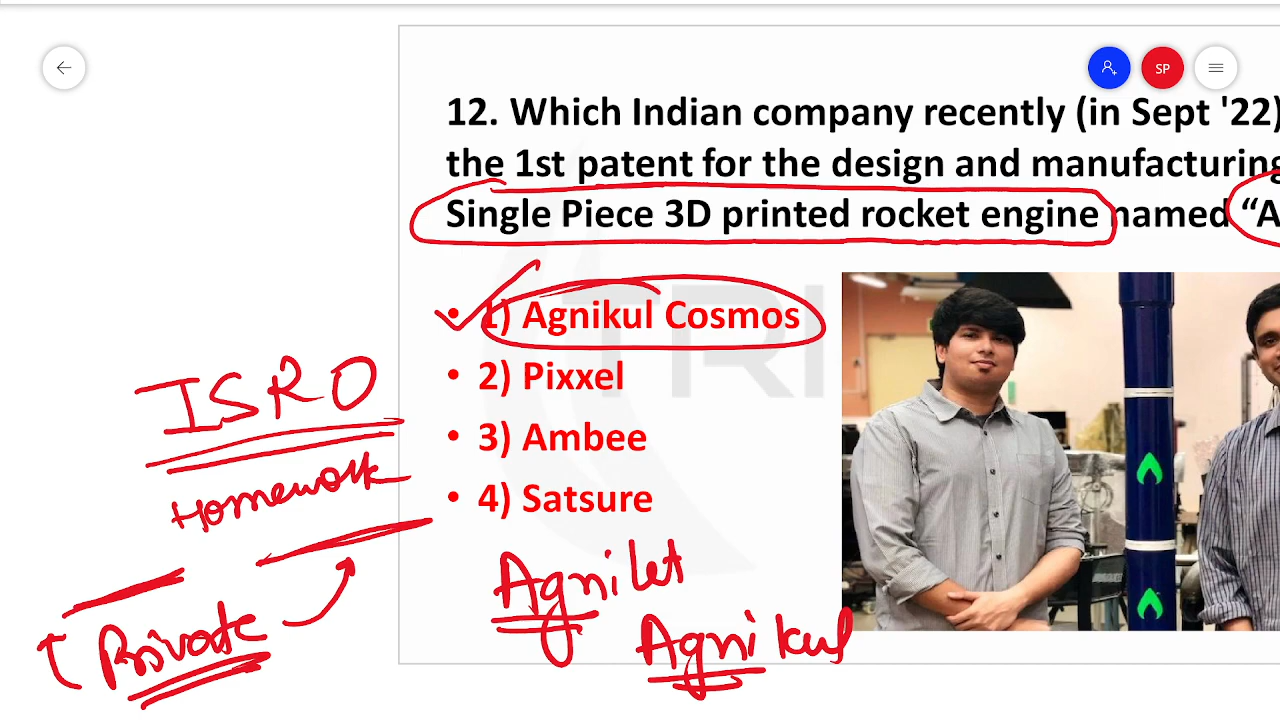 SP
12. Which Indian company recently (in Sept '22)
the 1st patent for the design and manufacturing
Single Piece 3D printed rocket engine named “A
• 1) Agnikul Cosmos
• 2) Pixxel
• 3) Ambee
• 4) Satsure
TRI
ISRO
Homework
Private
Agnilet
Agnikul